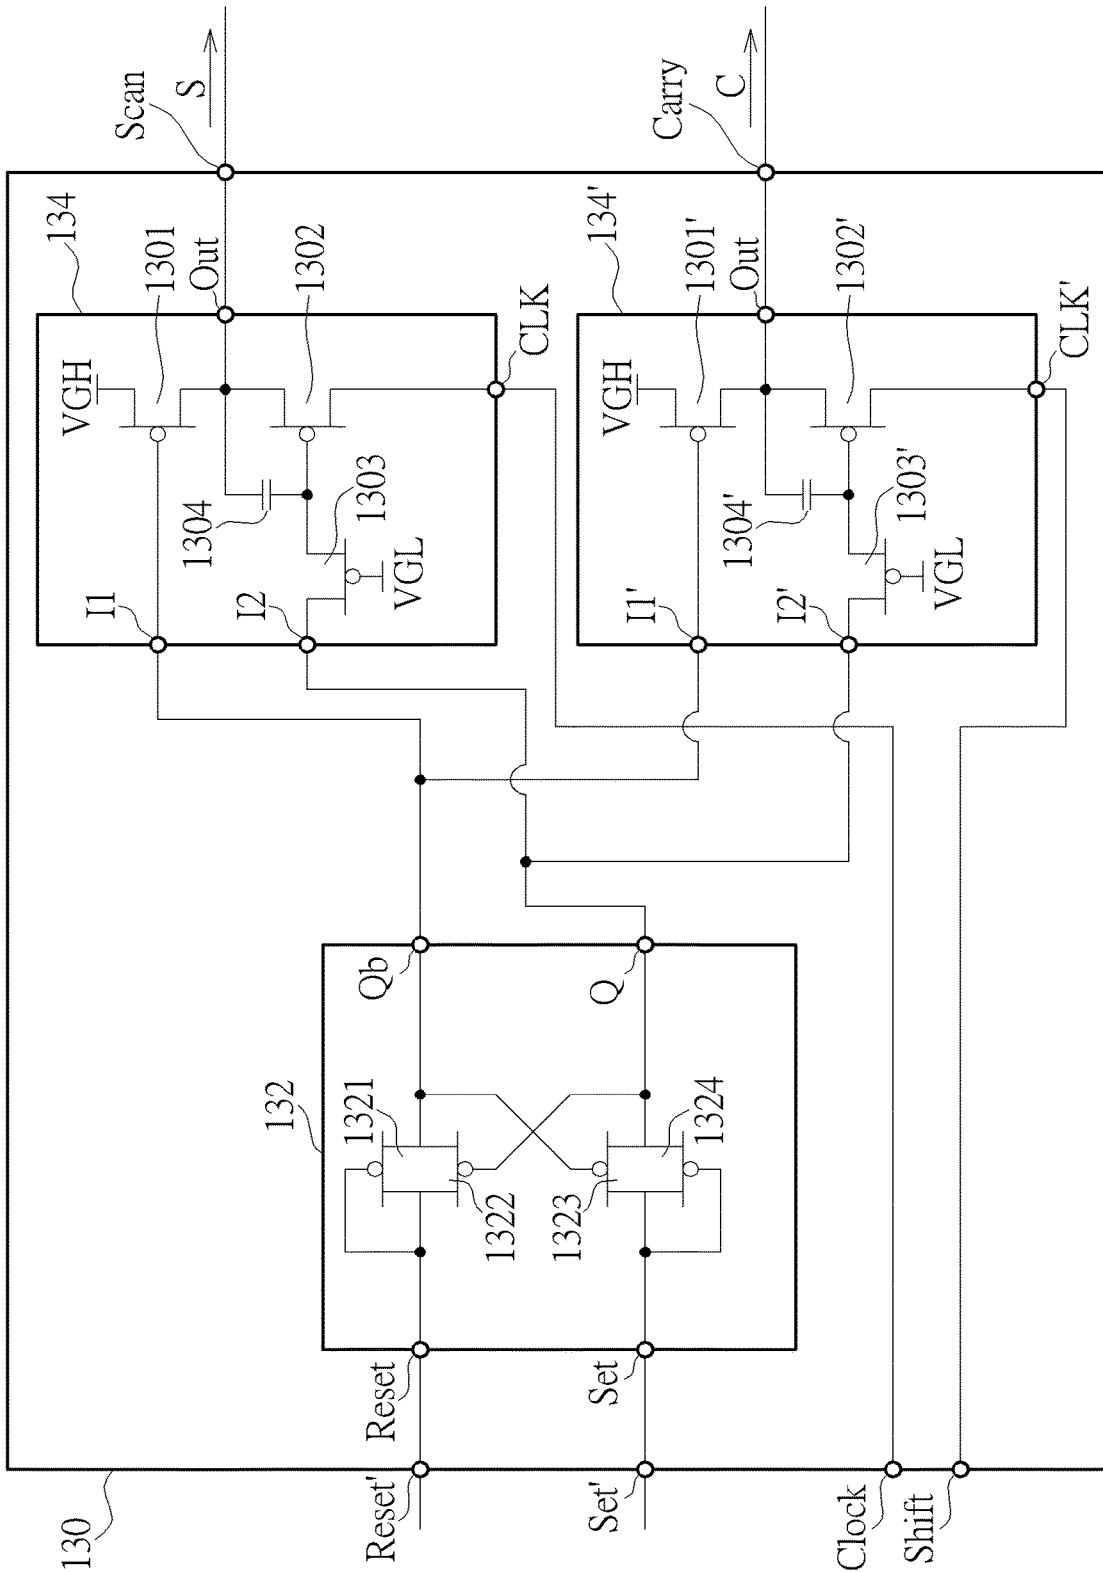 130
Reset'
Set'
Clock
Shift
132
Reset
Set
1321
1322
1323
1324
Qb
Q
134
I1
I2
VGH
1301
1302
1303
1304
VGL
Out
CLK
Scan
S
134'
I1'
I2'
VGH
1301'
1302'
1303'
1304'
VGL
Out
CLK'
Carry
C